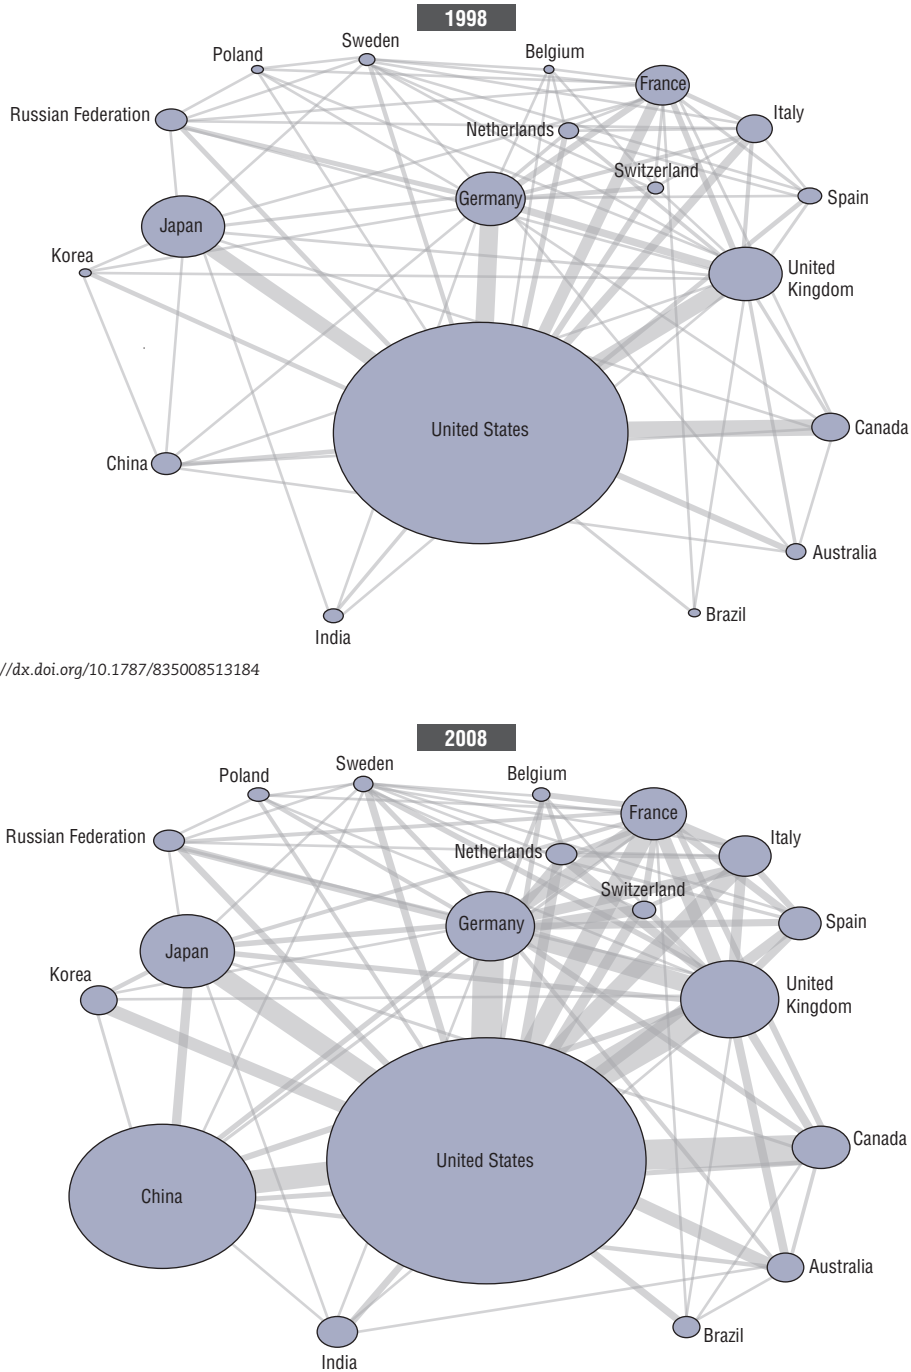 1998
Sweden
Poland
Belgium
France
Russian Federation
Italy
Netherlands
Switzerland
Germany
Spain
Japan
Korea
United
Kingdom
United States
Canada
China
Australia
Brazil
India
//dx.doi.org/10.1787/835008513184
2008
Sweden
Poland
Belgium
France
Russian Federation
Italy
Netherlands
Switzerland
Germany
Spain
Japan
Korea
United
Kingdom
Canada
United States
China
Australia
Brazil
India